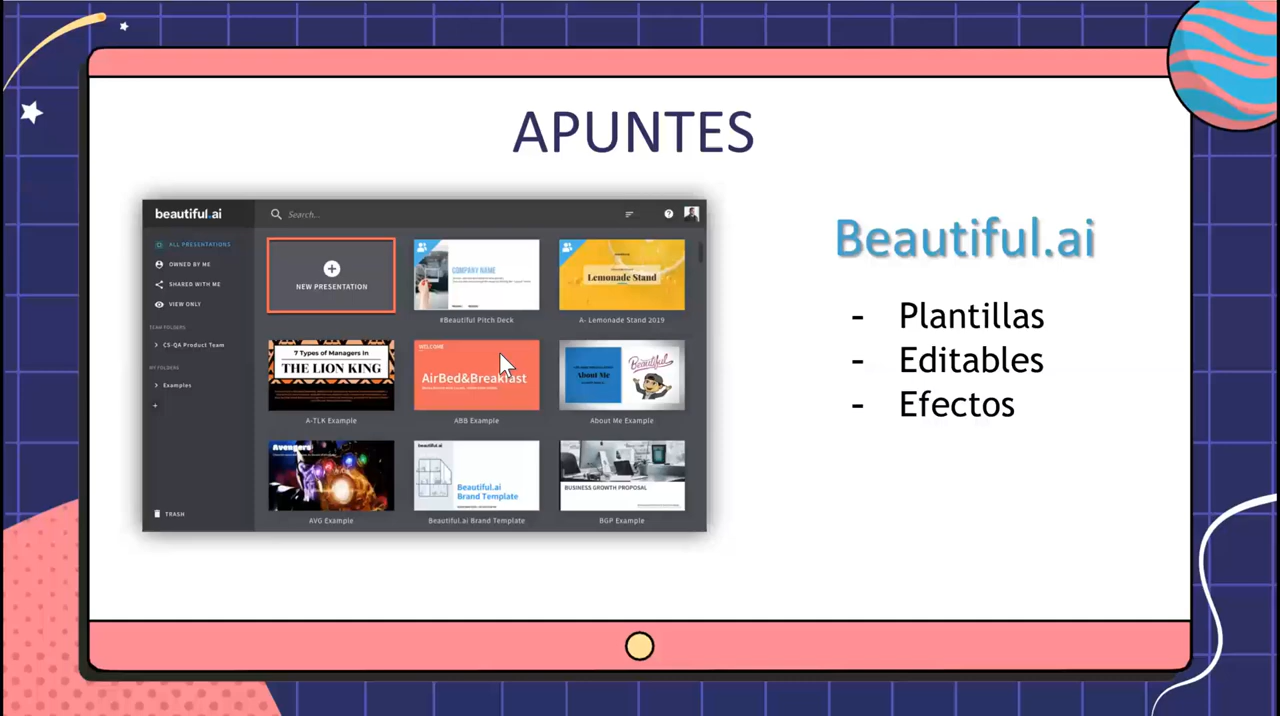 APUNTES
beautiful.ai
Search...
ALL PRESENTATIONS
OWNED BY ME
SHARED WITH ME
VIEW ONLY
TEAM FOLDERS
CS-QA Product Team
MY FOLDERS
Examples
TRASH
NEW PRESENTATION
COMPANY NAME
#Beautiful Pitch Deck
Lemonade Stand
A- Lemonade Stand 2019
7 Types of Managers in
THE LION KING
A-TLK Example
WELCOME
AirBed&Breakfast
ABB Example
About Me
Beautiful
About Me Example
Avengers
AVG Example
beautiful.ai
Beautiful.ai
Brand Template
Beautiful.ai Brand Template
BUSINESS GROWTH PROPOSAL
BGP Example
Beautiful.ai
- Plantillas
- Editables
- Efectos